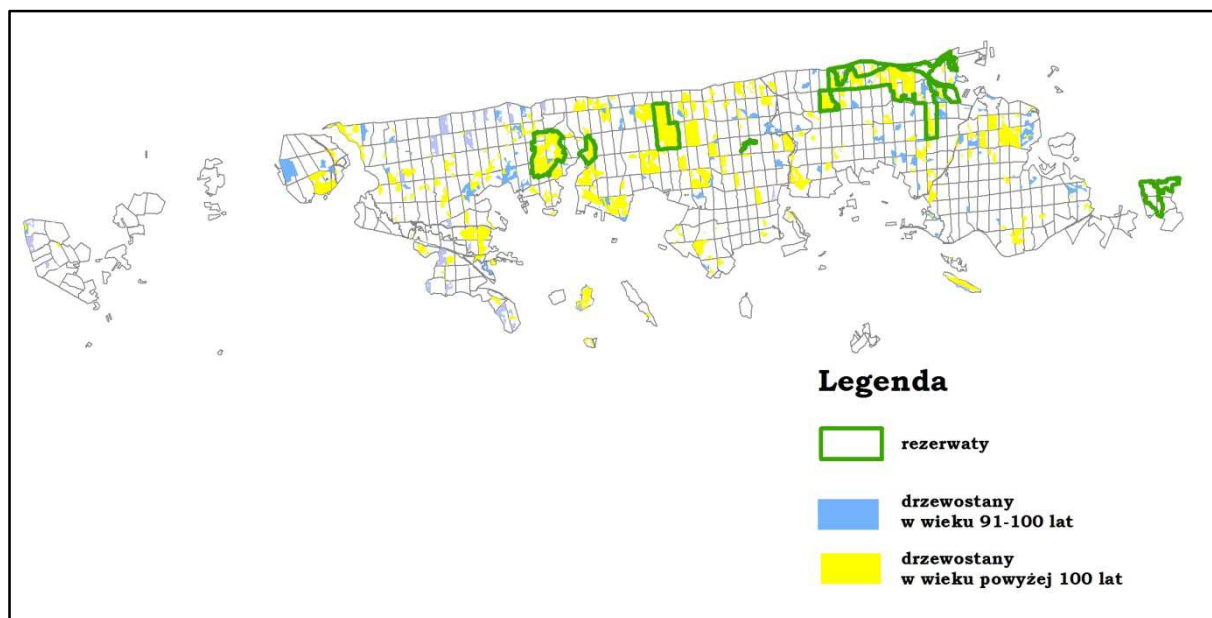 Legenda
rezerwaty
drzewostany
w wieku 91-100 lat
drzewostany
w wieku powyżej 100 lat